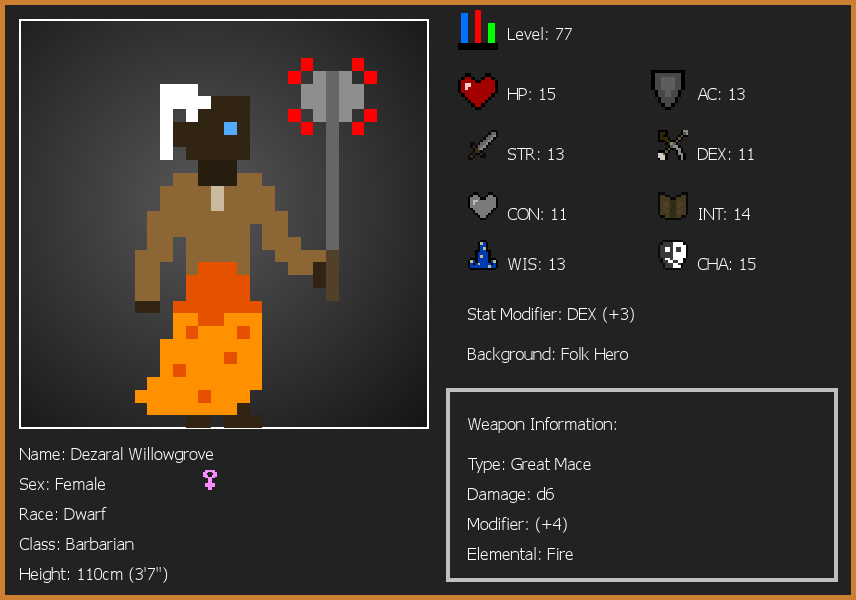 Level: 77
HP: 15
AC: 13
STR: 13
DEX: 11
CON: 11
INT: 14
WIS: 13
CHA: 15
Stat Modifier: DEX (+3)
Background: Folk Hero
Weapon Information:
Type: Great Mace
Damage: d6
Modifier: (+4)
Elemental: Fire
Name: Dezaral Willowgrove
Sex: Female
Race: Dwarf
Class: Barbarian
Height: 110cm (3'7")